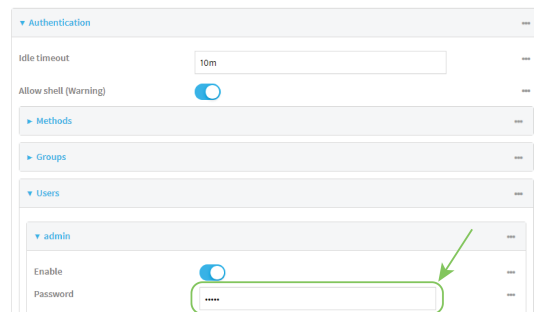 Authentication
Idle timeout
10m
Allow shell (Warning)
Methods
Groups
Users
admin
Enable
Password
•••••